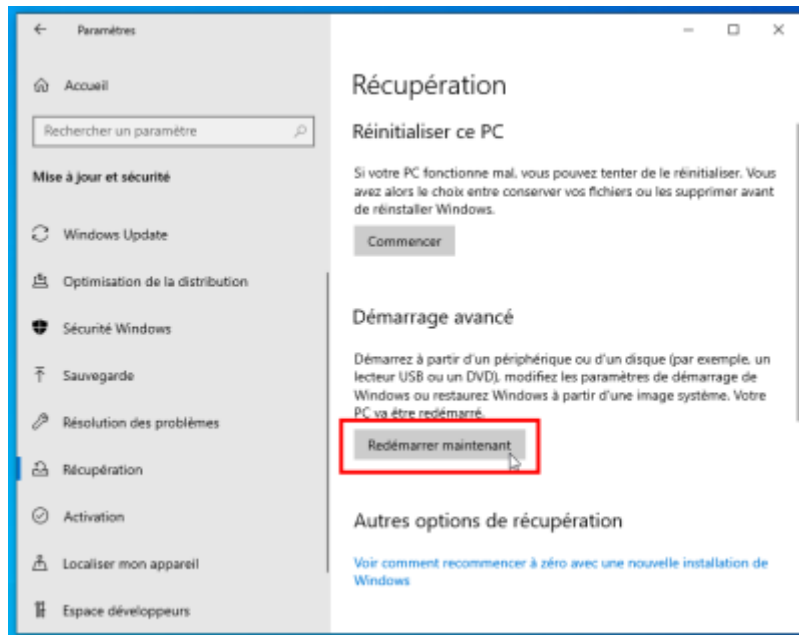 Paramètres
Accueil
Rechercher un paramètre
Mise à jour et sécurité
Windows Update
Optimisation de la distribution
Sécurité Windows
Sauvegarde
Résolution des problèmes
Récupération
Activation
Localiser mon appareil
Espace développeurs
Récupération
Réinitialiser ce PC
Si votre PC fonctionne mal, vous pouvez tenter de le réinitialiser. Vous
avez alors le choix entre conserver vos fichiers ou les supprimer avant
de réinstaller Windows.
Commencer
Démarrage avancé
Démarrez à partir d'un périphérique ou d'un disque (par exemple, un
lecteur USB ou un DVD), modifiez les paramètres de démarrage de
Windows ou restaurez Windows à partir d'une image système. Votre
PC va être redémarré.
Redémarrer maintenant
Autres options de récupération
Voir comment recommencer à zéro avec une nouvelle installation de
Windows